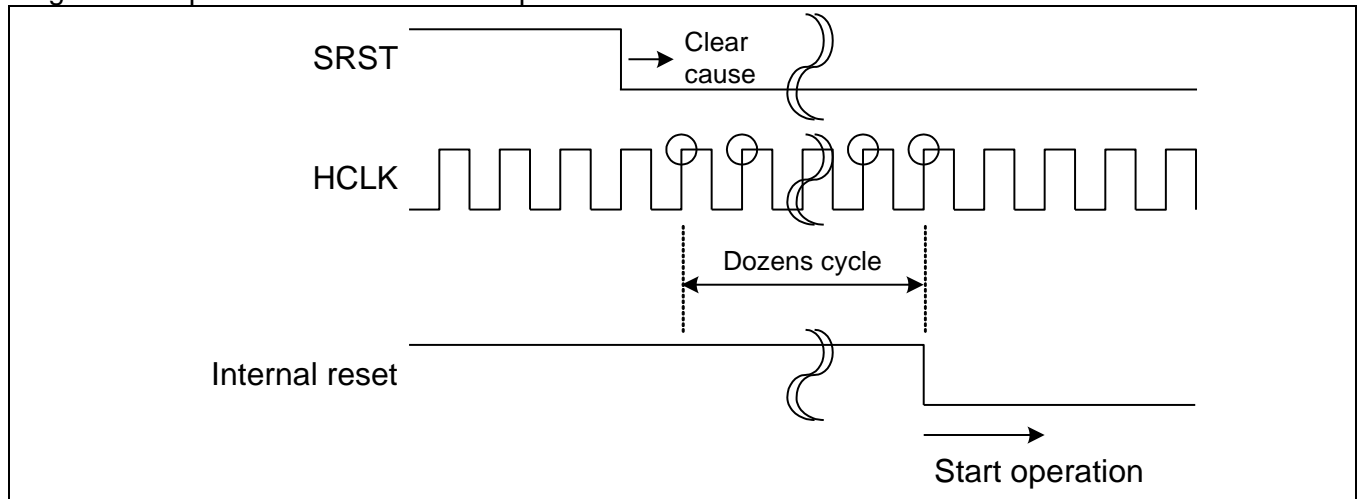 SRST
Clear
cause
HCLK
Dozens cycle
Internal reset
Start operation